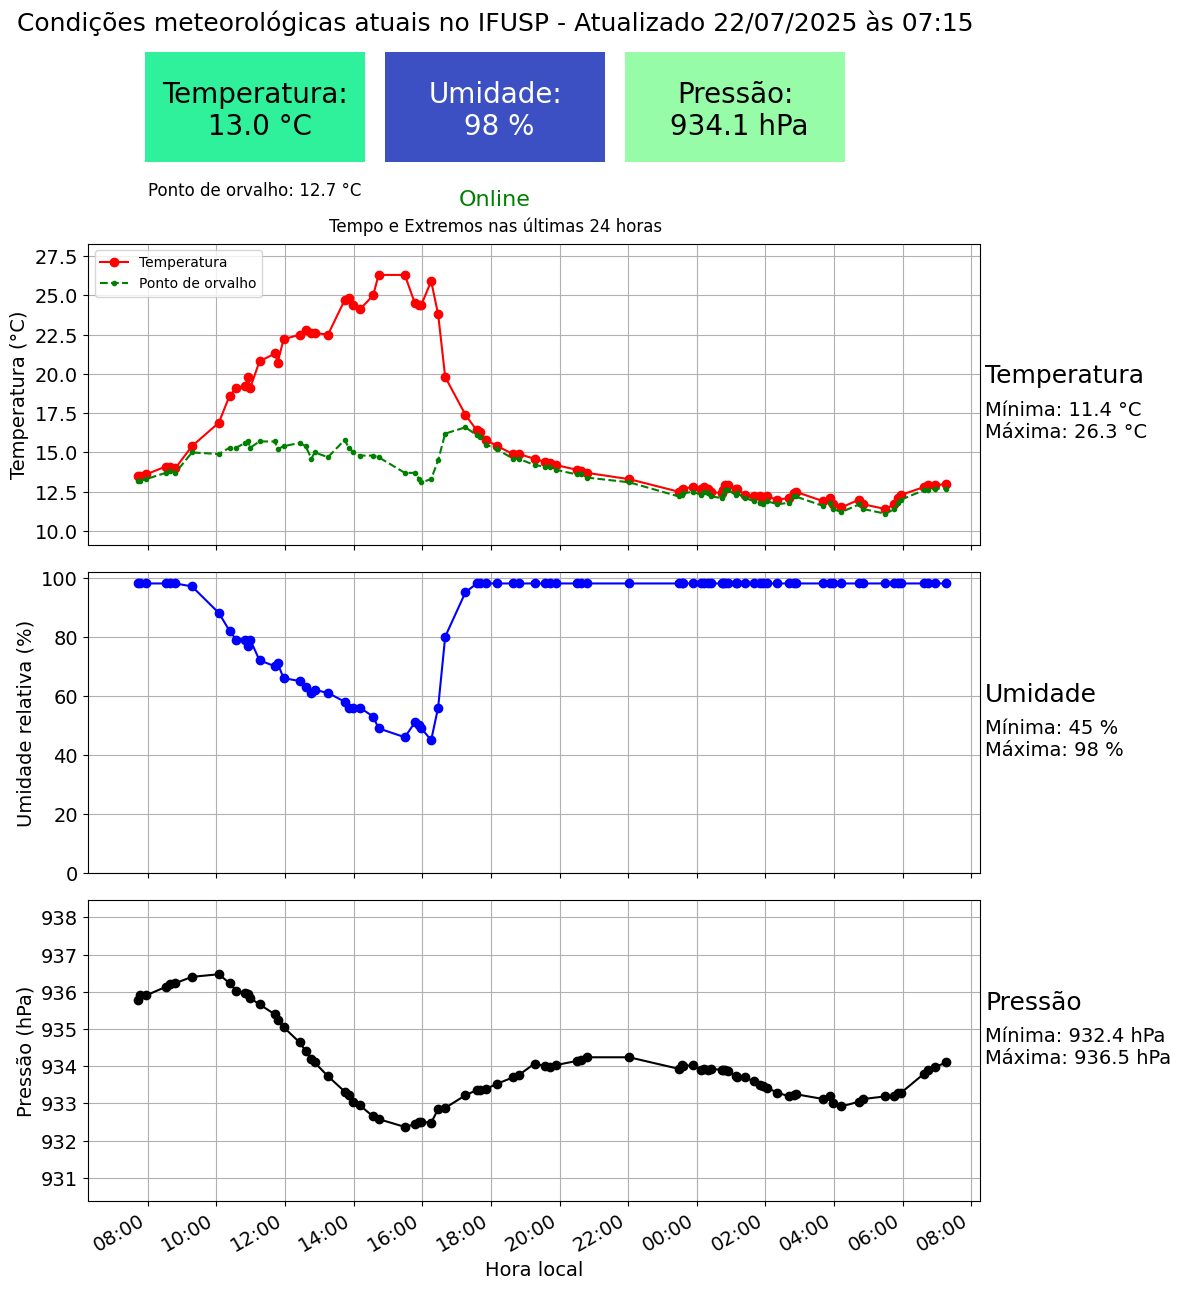 Condições meteorológicas atuais no IFUSP - Atualizado 22/07/2025 às 07:15
Temperatura:
13.0 °C
Umidade:
98 %
Pressão:
934.1 hPa
Ponto de orvalho: 12.7 °C
Online
Tempo e Extremos nas últimas 24 horas
Temperatura (°C)
27.5
25.0
22.5
20.0
17.5
15.0
12.5
10.0
Temperatura
Ponto de orvalho
Temperatura
Mínima: 11.4 °C
Máxima: 26.3 °C
Umidade relativa (%)
100
80
60
40
20
0
Umidade
Mínima: 45 %
Máxima: 98 %
Pressão (hPa)
938
937
936
935
934
933
932
931
Pressão
Mínima: 932.4 hPa
Máxima: 936.5 hPa
08:00
10:00
12:00
14:00
16:00
18:00
20:00
22:00
00:00
02:00
04:00
06:00
08:00
Hora local